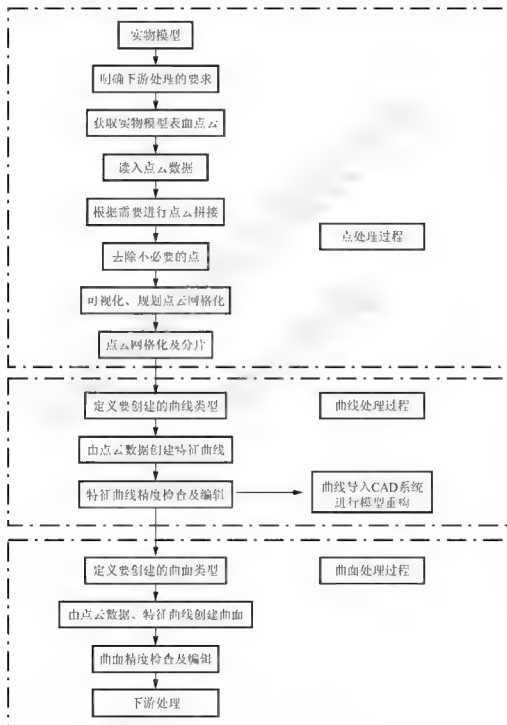 实物模型
明确下游处理的要求
获取实物模型表面点云
读入点云数据
根据需要进行点云拼接
点处理过程
去除不必要的点
可视化、规划点云网格化
点云网格化及分片
定义要创建的曲线类型
曲线处理过程
由点云数据创建特征曲线
特征曲线精度检查及编辑
曲线导入CAD系统
进行模型重构
定义要创建的曲面类型
曲面处理过程
由点云数据、特征曲线创建曲面
曲面精度检查及编辑
下游处理